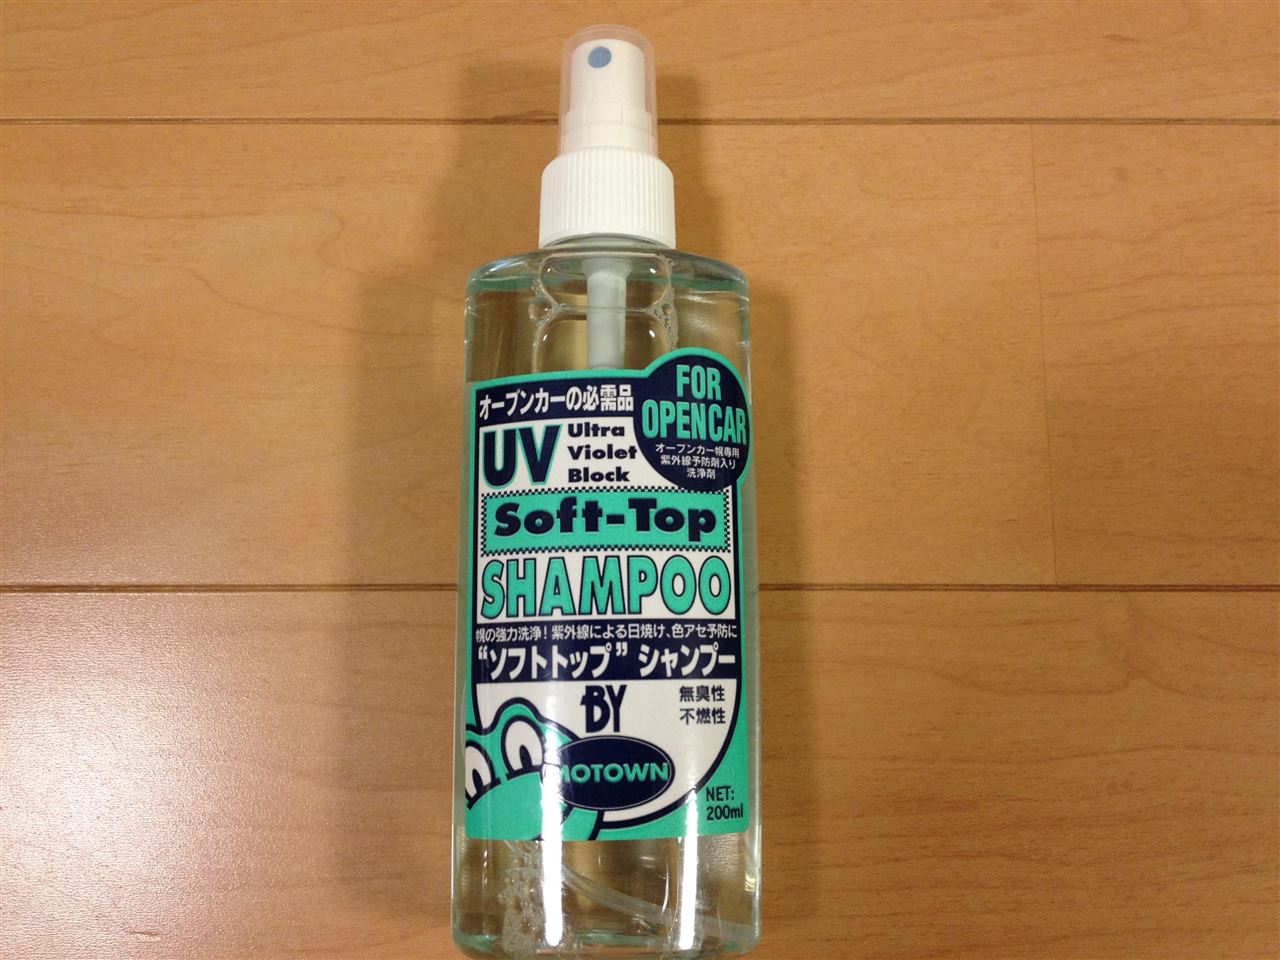 オープンカーの必需品
FOR
OPEN CAR
オープンカー幌専用
紫外線予防剤入り
洗浄剤
UV
Ultra
Violet
Block
Soft-Top
SHAMPOO
幌の強力洗浄！紫外線による日焼け、色アセ予防に
“ソフトトップ”シャンプー
BY
MOTOWN
無臭性
不燃性
NET:
200ml